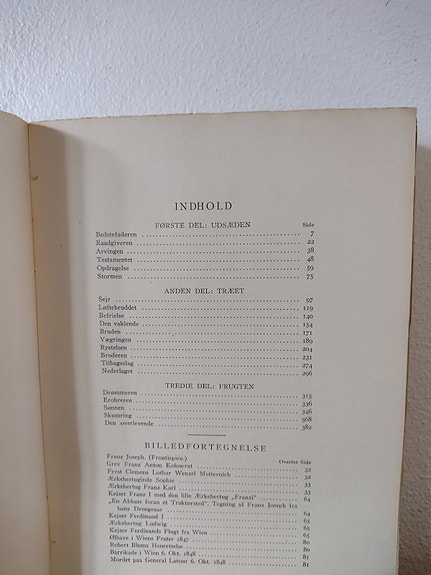 INDHOLD
FØRSTE DEL: UDSÆDEN Side
Bedstefaderen 7
Raadgiveren 22
Arvingen 38
Testamentet 48
Opdragelse 59
Stormen 75
ANDEN DEL: TRÆET
Sejr 97
Løftebruddet 119
Befrielse 140
Den vaklende 154
Bruden 171
Vægringen 189
Rystelsen 204
Broderen 231
Tilbageslag 274
Nederlaget 296
TREDIE DEL: FRUGTEN
Drømmeren 313
Erobreren 336
Sønnen 346
Skumring 368
Den overlevende 382
BILLEDFORTEGNELSE
Franz Joseph. (Frontispice.) Overfor Side
Grev Franz Anton Kolowrat 32
Fyrst Clemens Lothar Wenzel Metternich 32
Ærkehertuginde Sophie 33
Ærkehertug Franz Karl 33
Kejser Franz I med den lille Ærkehertug „Franzi" 64
„En Abbate foran et Traktørsted". Tegning af Franz Joseph fra
hans Drengeaar 64
Kejser Ferdinand I 65
Ærkehertug Ludwig 65
Kejser Ferdinands Flugt fra Wien 65
Ølhave i Wiens Prater 1847 80
Robert Blums Henrettelse 80
Barrikade i Wien 6. Okt. 1848 81
Mordet paa General Latour 6. Okt. 1848 81